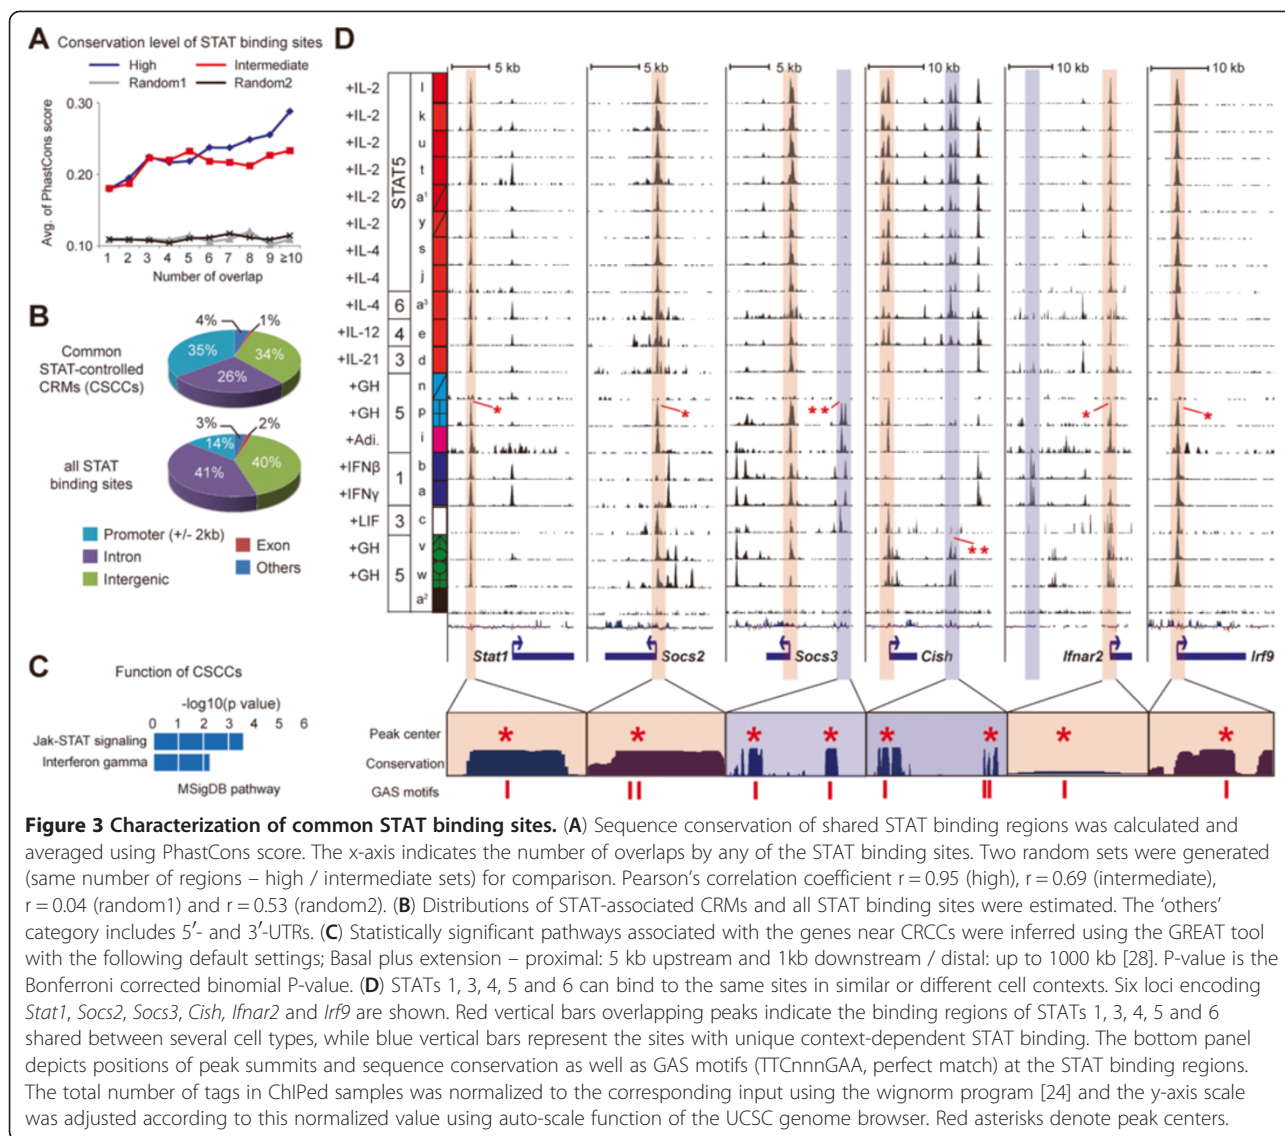 A Conservation level of STAT binding sites
High Intermediate
Random1 Random2
Avg. of PhastCons score
0.30
0.20
0.10
1 2 3 4 5 6 7 8 9 ≥10
Number of overlap
B
4% 1%
35% 34%
26%
Common
STAT-controlled
CRMs (CSCCs)
3% 2%
14%
41% 40%
all STAT
binding sites
Promoter (+/- 2kb)
Intron
Intergenic
Exon
Others
C Function of CSCCs
-log10(p value)
0 1 2 3 4 5 6
Jak-STAT signaling
Interferon gamma
MSigDB pathway
D
5 kb 5 kb 5 kb 10 kb 10 kb 10 kb
STAT5
+IL-2 l
+IL-2 k
+IL-2 u
+IL-2 t
+IL-2 a¹
+IL-2 y
+IL-4 s
+IL-4 j
+IL-4 6 a³
+IL-12 4 e
+IL-21 3 d
+GH n
+GH 5 p * * ** * *
+Adi. i
+IFNβ b
1
+IFNγ a
+LIF 3 c
+GH v **
+GH 5 w
a²
Stat1 Socs2 Socs3 Cish Ifnar2 Irf9
Peak center * * * * * * * *
Conservation
GAS motifs
Figure 3 Characterization of common STAT binding sites. (A) Sequence conservation of shared STAT binding regions was calculated and
averaged using PhastCons score. The x-axis indicates the number of overlaps by any of the STAT binding sites. Two random sets were generated
(same number of regions – high / intermediate sets) for comparison. Pearson's correlation coefficient r = 0.95 (high), r = 0.69 (intermediate),
r = 0.04 (random1) and r = 0.53 (random2). (B) Distributions of STAT-associated CRMs and all STAT binding sites were estimated. The 'others'
category includes 5′- and 3′-UTRs. (C) Statistically significant pathways associated with the genes near CRCCs were inferred using the GREAT tool
with the following default settings; Basal plus extension – proximal: 5 kb upstream and 1kb downstream / distal: up to 1000 kb [28]. P-value is the
Bonferroni corrected binomial P-value. (D) STATs 1, 3, 4, 5 and 6 can bind to the same sites in similar or different cell contexts. Six loci encoding
Stat1, Socs2, Socs3, Cish, Ifnar2 and Irf9 are shown. Red vertical bars overlapping peaks indicate the binding regions of STATs 1, 3, 4, 5 and 6
shared between several cell types, while blue vertical bars represent the sites with unique context-dependent STAT binding. The bottom panel
depicts positions of peak summits and sequence conservation as well as GAS motifs (TTCnnnGAA, perfect match) at the STAT binding regions.
The total number of tags in ChIPed samples was normalized to the corresponding input using the wignorm program [24] and the y-axis scale
was adjusted according to this normalized value using auto-scale function of the UCSC genome browser. Red asterisks denote peak centers.